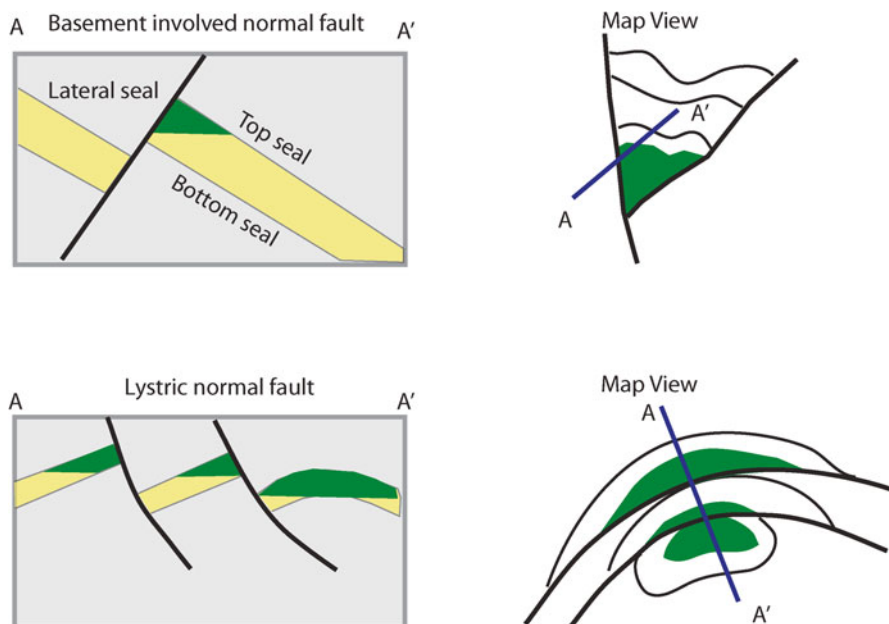 A
Basement involved normal fault
A'
Map View
Lateral seal
Top seal
Bottom seal
A'
A
Lystric normal fault
A
A'
Map View
A
A'